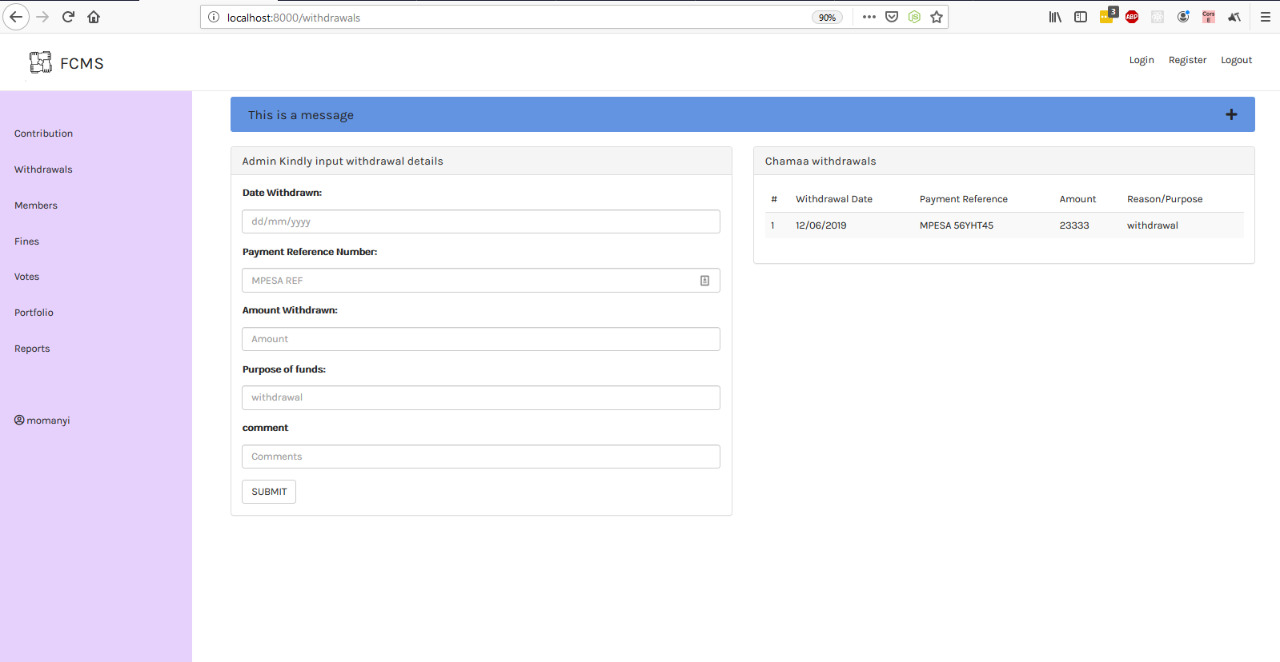 localhost:8000/withdrawals
90%
3
ABP
FCMS
Login Register Logout
This is a message
Contribution
Withdrawals
Members
Fines
Votes
Portfolio
Reports
momanyi
Admin Kindly input withdrawal details
Date Withdrawn:
dd/mm/yyyy
Payment Reference Number:
MPESA REF
Amount Withdrawn:
Amount
Purpose of funds:
withdrawal
comment
Comments
SUBMIT
Chamaa withdrawals
# Withdrawal Date Payment Reference Amount Reason/Purpose
1 12/06/2019 MPESA 56YHT45 23333 withdrawal